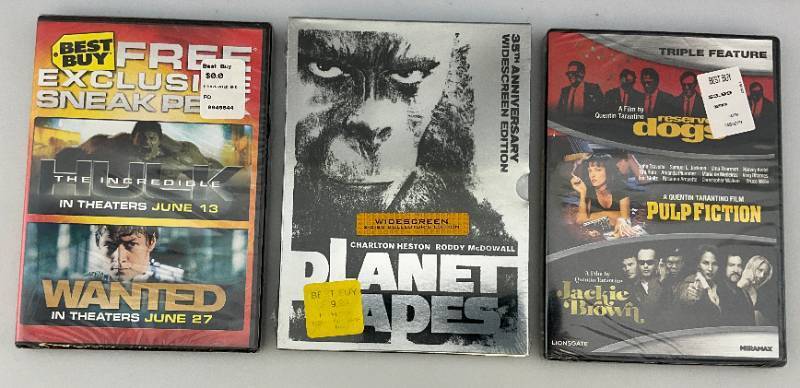 BEST BUY
FREE
EXCLUSIVE
SNEAK PEEK
Best Buy
$0.0
9949844
THE INCREDIBLE
HULK
IN THEATERS JUNE 13
WANTED
IN THEATERS JUNE 27
35TH ANNIVERSARY
WIDESCREEN EDITION
WIDESCREEN
CHARLTON HESTON RODDY McDOWALL
PLANET
APES
BEST BUY
TRIPLE FEATURE
BEST BUY
A Film by
Quentin Tarantino
reservoir
dogs
A QUENTIN TARANTINO FILM
PULP FICTION
A Film by
Quentin Tarantino
Jackie
Brown
LIONSGATE
MIRAMAX